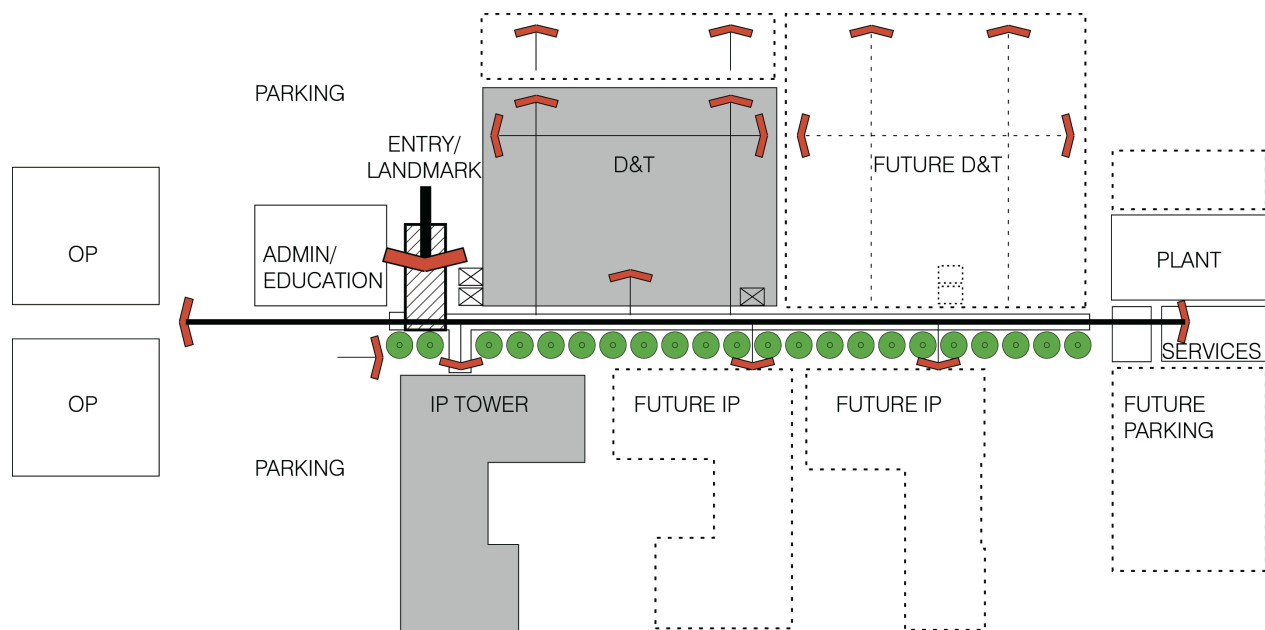 PARKING
ENTRY/
LANDMARK
D&T
FUTURE D&T
OP
ADMIN/
EDUCATION
PLANT
SERVICES
OP
IP TOWER
FUTURE IP
FUTURE IP
FUTURE
PARKING
PARKING